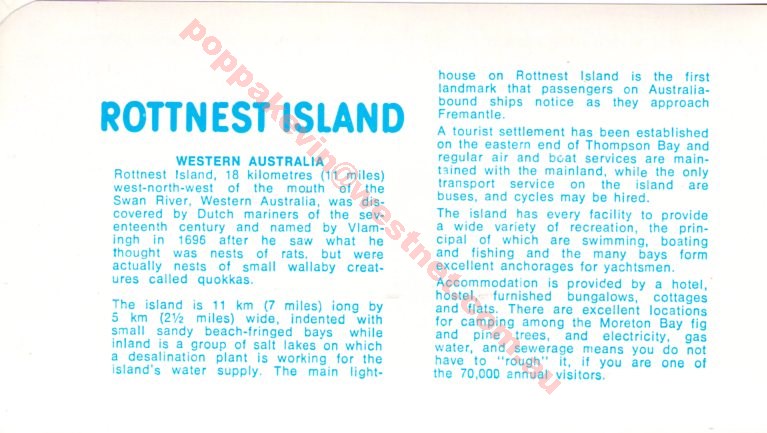 ROTTNEST ISLAND
WESTERN AUSTRALIA
Rottnest Island, 18 kilometres (11 miles)
west-north-west of the mouth of the
Swan River, Western Australia, was dis-
covered by Dutch mariners of the sev-
enteenth century and named by Vlam-
ingh in 1696 after he saw what he
thought was nests of rats, but were
actually nests of small wallaby creat-
ures called quokkas.
The island is 11 km (7 miles) long by
5 km (2½ miles) wide, indented with
small sandy beach-fringed bays while
inland is a group of salt lakes on which
a desalination plant is working for the
island's water supply. The main light-
house on Rottnest Island is the first
landmark that passengers on Australia-
bound ships notice as they approach
Fremantle.
A tourist settlement has been established
on the eastern end of Thompson Bay and
regular air and boat services are main-
tained with the mainland, while the only
transport service on the island are
buses, and cycles may be hired.
The island has every facility to provide
a wide variety of recreation, the prin-
cipal of which are swimming, boating
and fishing and the many bays form
excellent anchorages for yachtsmen.
Accommodation is provided by a hotel,
hostel, furnished bungalows, cottages
and flats. There are excellent locations
for camping among the Moreton Bay fig
and pine trees, and electricity, gas
water, and sewerage means you do not
have to "rough" it, if you are one of
the 70,000 annual visitors.
poppakevin@westnet.com.au